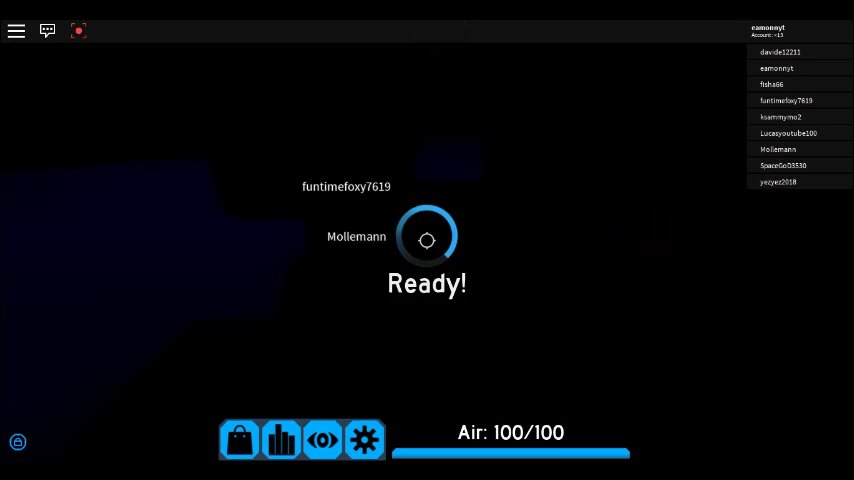 eamonnyt
Account: <13
davide12211
eamonnyt
fisha66
funtimefoxy7619
ksammymo2
Lucasyoutube100
Mollemann
SpaceGoD3530
yezyez2018
funtimefoxy7619
Mollemann
Ready!
Air: 100/100